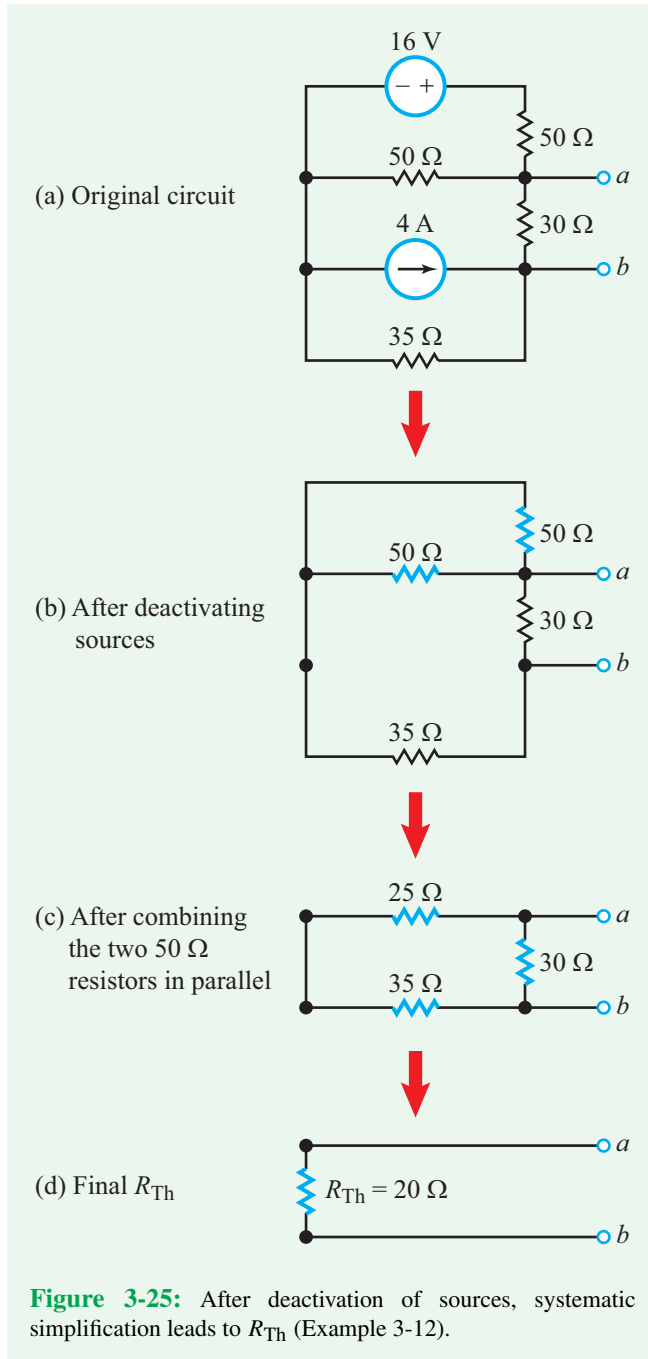 16 V
− +
50 Ω
50 Ω
a
(a) Original circuit
30 Ω
4 A
b
35 Ω
50 Ω
50 Ω
a
(b) After deactivating
sources
30 Ω
b
35 Ω
25 Ω
a
(c) After combining
the two 50 Ω
resistors in parallel
30 Ω
35 Ω
b
a
(d) Final RTh
RTh = 20 Ω
b
Figure 3-25: After deactivation of sources, systematic
simplification leads to RTh (Example 3-12).